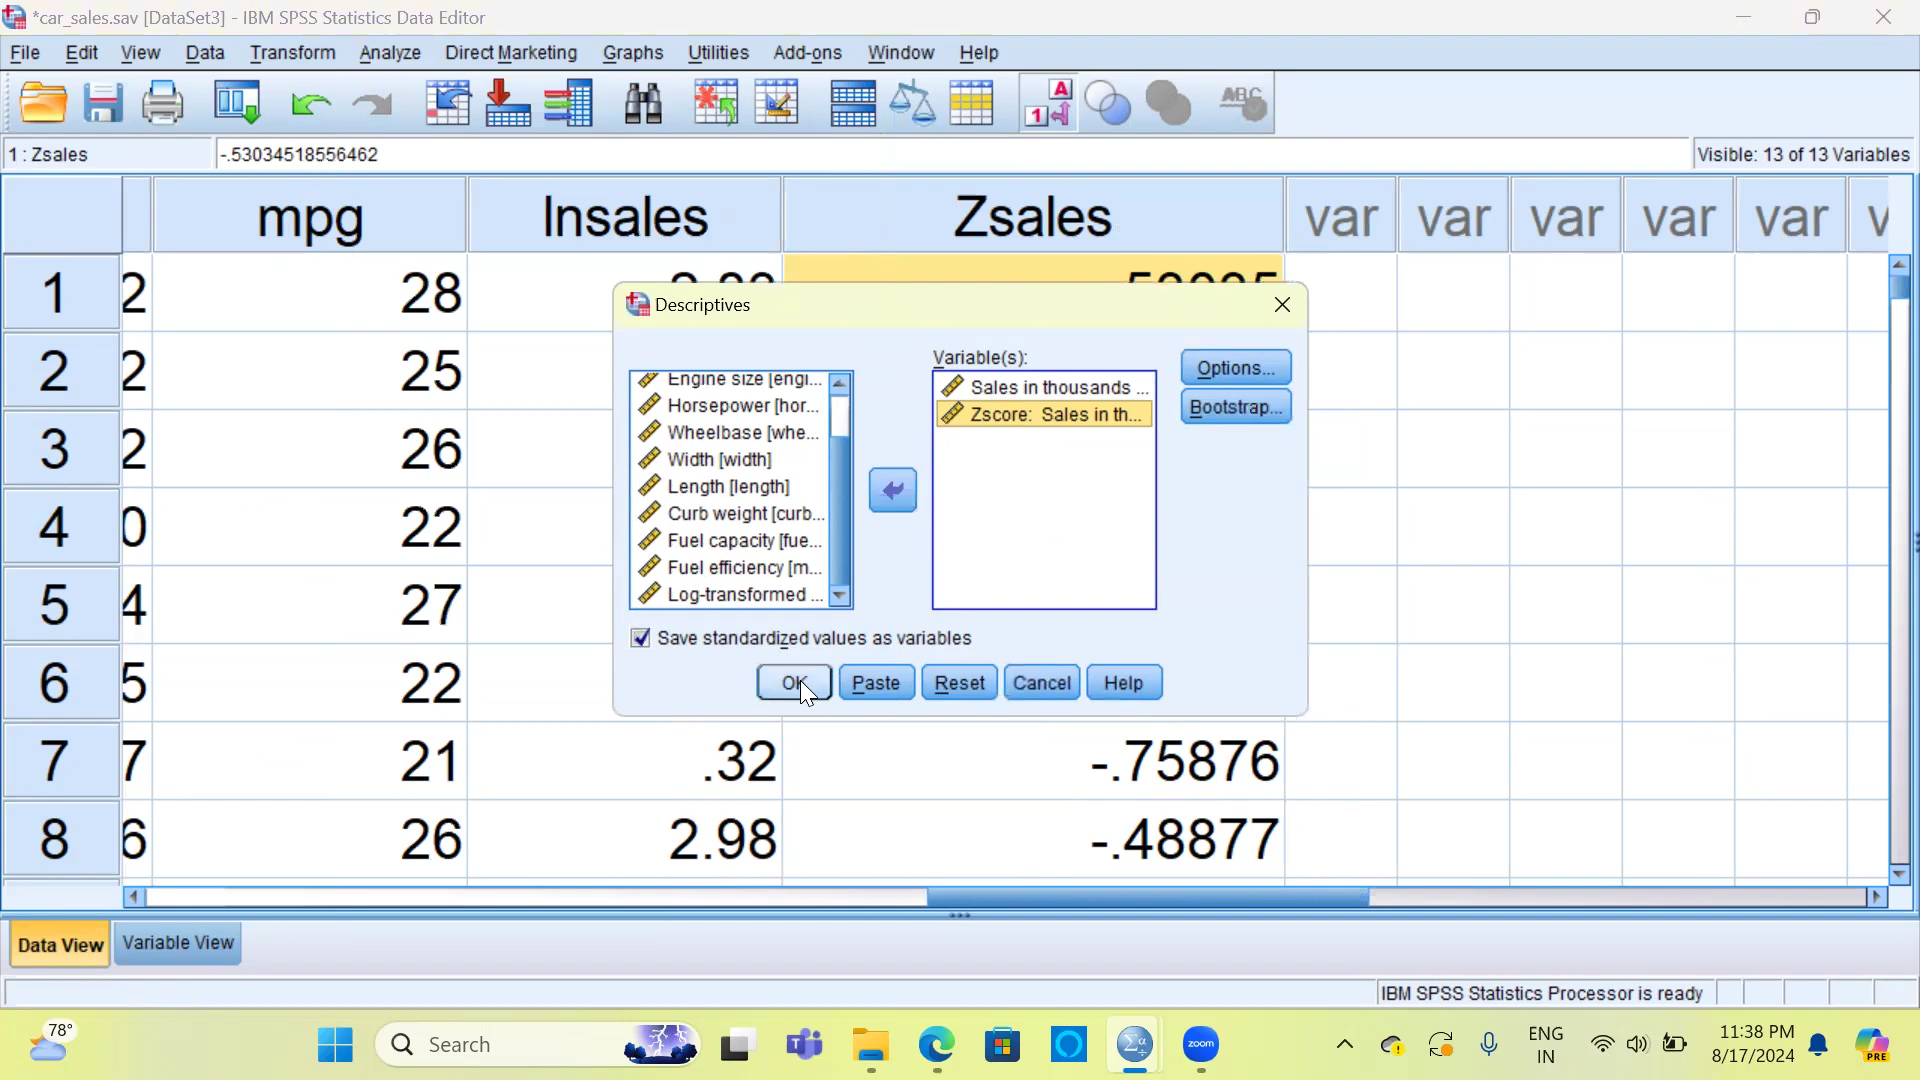 *car_sales.sav [DataSet3] - IBM SPSS Statistics Data Editor
File Edit View Data Transform Analyze Direct Marketing Graphs Utilities Add-ons Window Help
1 : Zsales -.53034518556462 Visible: 13 of 13 Variables
mpg lnsales Zsales var var var var var
1 2 28
2 2 25
3 2 26
4 0 22
5 4 27
6 5 22
7 7 21 .32 -.75876
8 6 26 2.98 -.48877
Descriptives
Variable(s):
Engine size [engi...
Horsepower [hor...
Wheelbase [whe...
Width [width]
Length [length]
Curb weight [curb...
Fuel capacity [fue...
Fuel efficiency [m...
Log-transformed ...
Sales in thousands ...
Zscore: Sales in th...
Options...
Bootstrap...
Save standardized values as variables
OK Paste Reset Cancel Help
Data View Variable View
IBM SPSS Statistics Processor is ready
78°
Search
zoom
ENG
IN
11:38 PM
8/17/2024
PRE